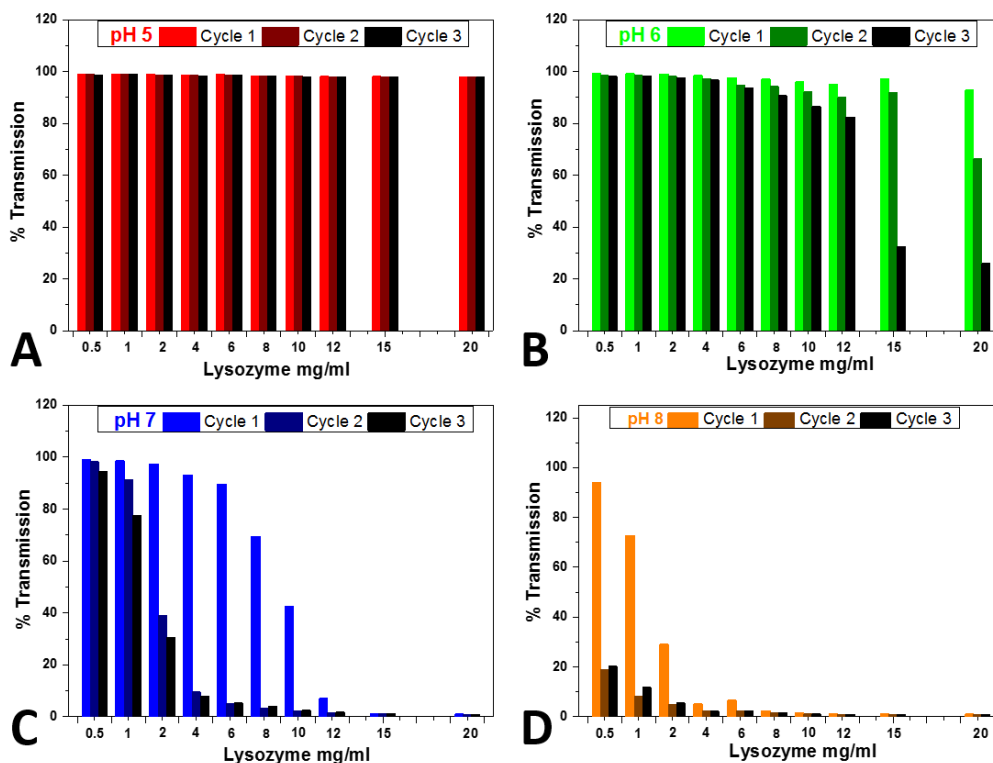 120
100
80
60
40
20
0
% Transmission
pH 5 Cycle 1 Cycle 2 Cycle 3
0.5 1 2 4 6 8 10 12 15 20
Lysozyme mg/ml
A
120
100
80
60
40
20
0
% Transmission
pH 6 Cycle 1 Cycle 2 Cycle 3
0.5 1 2 4 6 8 10 12 15 20
Lysozyme mg/ml
B
120
100
80
60
40
20
0
% Transmission
pH 7 Cycle 1 Cycle 2 Cycle 3
0.5 1 2 4 6 8 10 12 15 20
Lysozyme mg/ml
C
120
100
80
60
40
20
0
% Transmission
pH 8 Cycle 1 Cycle 2 Cycle 3
0.5 1 2 4 6 8 10 12 15 20
Lysozyme mg/ml
D